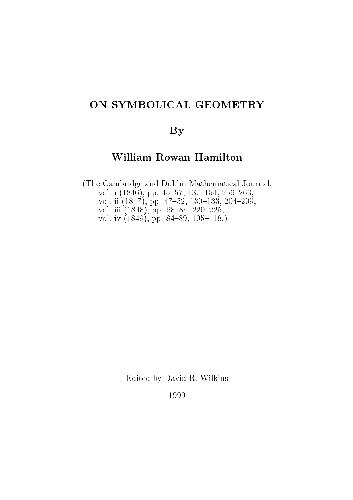 ON SYMBOLICAL GEOMETRY
By
William Rowan Hamilton
(The Cambridge and Dublin Mathematical Journal,
vol. i (1846), pp. 45–57, 137–154, 256–263,
vol. ii (1847), pp. 47–52, 130–133, 204–209,
vol. iii (1848), pp. 68–84, 220–225,
vol. iv (1849), pp. 84–89, 105–118.)
Edited by David R. Wilkins
1999